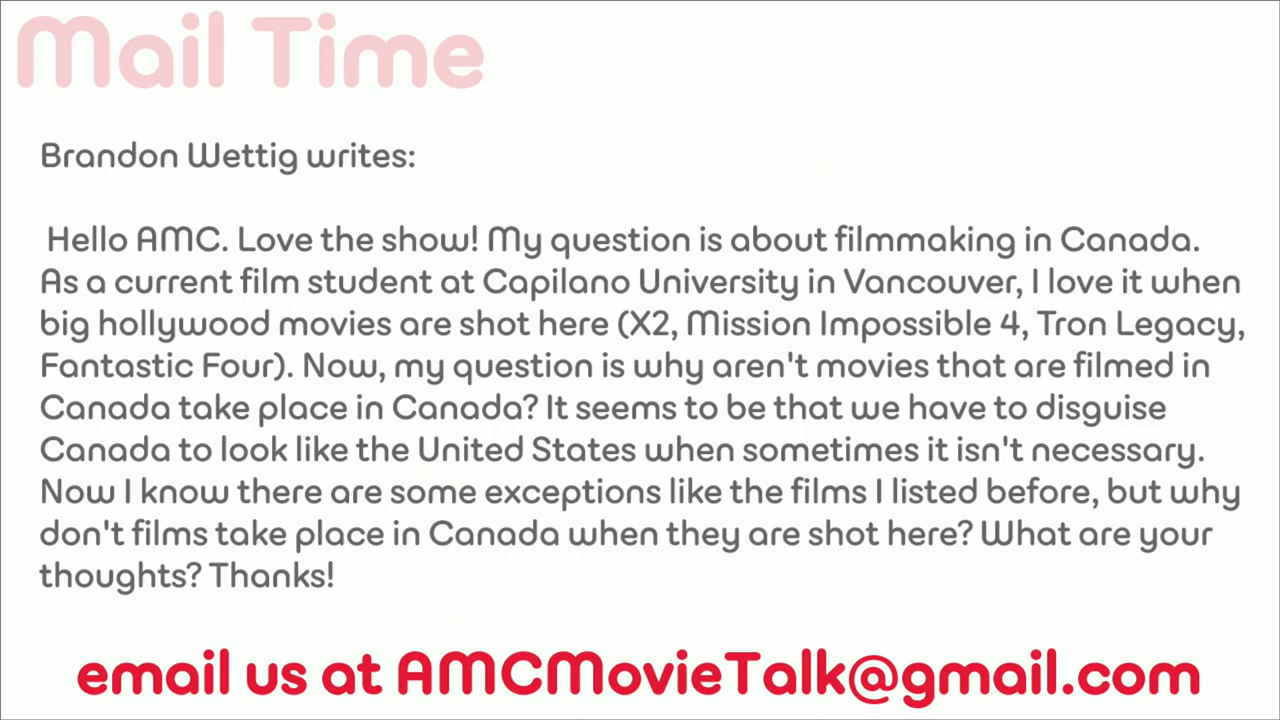 Mail Time
Brandon Wettig writes:
Hello AMC. Love the show! My question is about filmmaking in Canada.
As a current film student at Capilano University in Vancouver, I love it when
big hollywood movies are shot here (X2, Mission Impossible 4, Tron Legacy,
Fantastic Four). Now, my question is why aren't movies that are filmed in
Canada take place in Canada? It seems to be that we have to disguise
Canada to look like the United States when sometimes it isn't necessary.
Now I know there are some exceptions like the films I listed before, but why
don't films take place in Canada when they are shot here? What are your
thoughts? Thanks!
email us at AMCMovieTalk@gmail.com